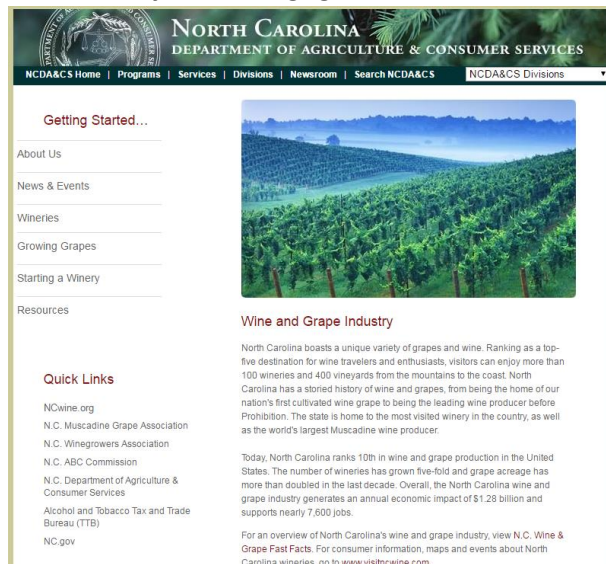 NORTH CAROLINA
DEPARTMENT OF AGRICULTURE & CONSUMER SERVICES
NCDA&CS Home | Programs | Services | Divisions | Newsroom | Search NCDA&CS
NCDA&CS Divisions
Getting Started...
About Us
News & Events
Wineries
Growing Grapes
Starting a Winery
Resources
Quick Links
NCwine.org
N.C. Muscadine Grape Association
N.C. Winegrowers Association
N.C. ABC Commission
N.C. Department of Agriculture &
Consumer Services
Alcohol and Tobacco Tax and Trade
Bureau (TTB)
NC.gov
Wine and Grape Industry
North Carolina boasts a unique variety of grapes and wine. Ranking as a top-
five destination for wine travelers and enthusiasts, visitors can enjoy more than
100 wineries and 400 vineyards from the mountains to the coast. North
Carolina has a storied history of wine and grapes, from being the home of our
nation's first cultivated wine grape to being the leading wine producer before
Prohibition. The state is home to the most visited winery in the country, as well
as the world's largest Muscadine wine producer.
Today, North Carolina ranks 10th in wine and grape production in the United
States. The number of wineries has grown five-fold and grape acreage has
more than doubled in the last decade. Overall, the North Carolina wine and
grape industry generates an annual economic impact of $1.28 billion and
supports nearly 7,600 jobs.
For an overview of North Carolina's wine and grape industry, view N.C. Wine &
Grape Fast Facts. For consumer information, maps and events about North
Carolina wineries, go to www.visitncwine.com